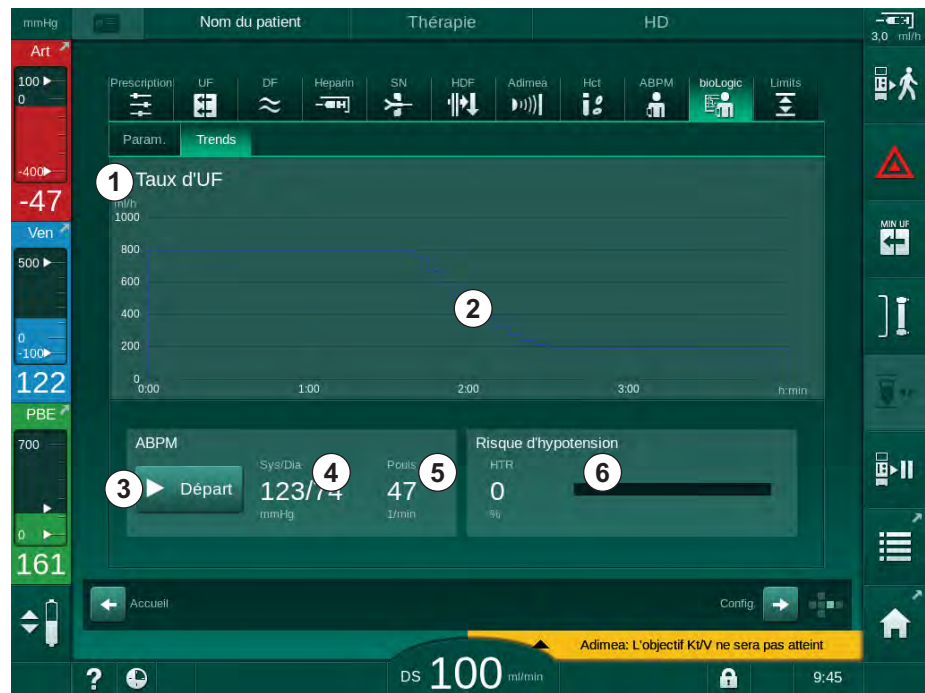 mmHg
Nom du patient
Thérapie
HD
3,0 ml/h
Art
100
0
-400
-47
Ven
500
0
-100
122
PBE
700
0
161
Prescription
UF
DF
Heparin
SN
HDF
Adimea
Hct
ABPM
bioLogic
Limits
Param.
Trends
1
Taux d'UF
ml/h
1000
800
600
400
200
0
0:00
1:00
2:00
3:00
h:min
2
ABPM
3
Départ
Sys/Dia
4
123/74
mmHg
Pouls
5
47
1/min
Risque d'hypotension
HTR
6
0
%
MIN UF
Accueil
Config.
Adimea: L'objectif Kt/V ne sera pas atteint
?
DS 100 ml/min
9:45